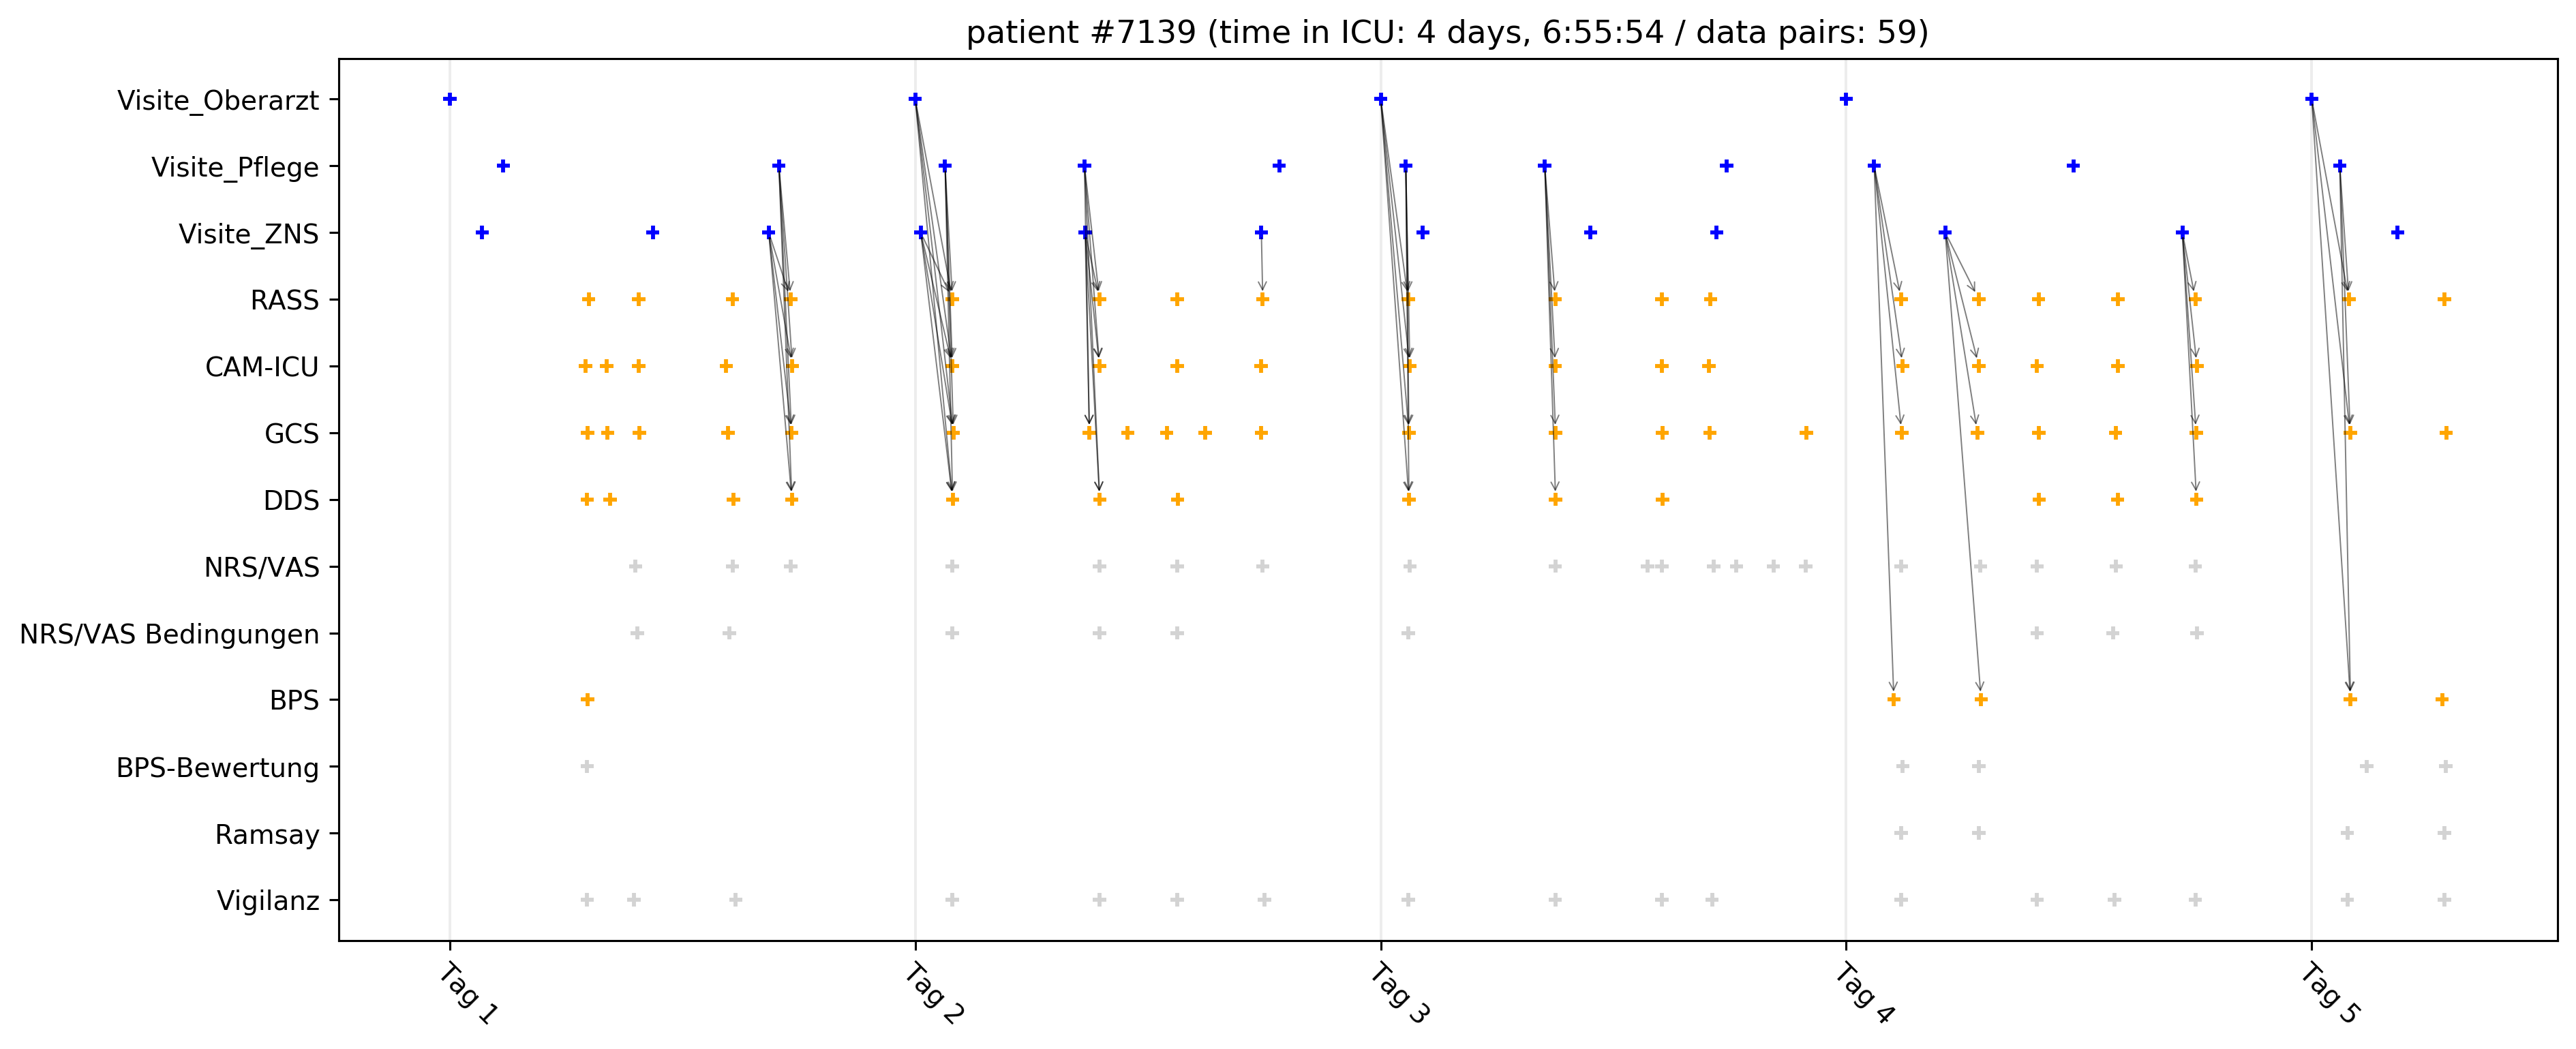 patient #7139 (time in ICU: 4 days, 6:55:54 / data pairs: 59)
Visite_Oberarzt
Visite_Pflege
Visite_ZNS
RASS
CAM-ICU
GCS
DDS
NRS/VAS
NRS/VAS Bedingungen
BPS
BPS-Bewertung
Ramsay
Vigilanz
Tag 1
Tag 2
Tag 3
Tag 4
Tag 5